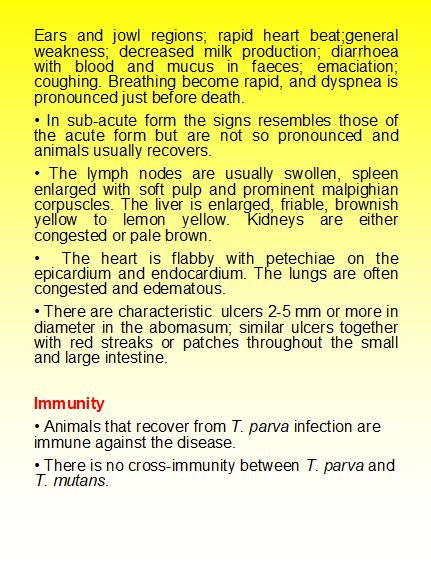 Ears and jowl regions; rapid heart beat;general
weakness; decreased milk production; diarrhoea
with blood and mucus in faeces; emaciation;
coughing. Breathing become rapid, and dyspnea is
pronounced just before death.
• In sub-acute form the signs resembles those of
the acute form but are not so pronounced and
animals usually recovers.
• The lymph nodes are usually swollen, spleen
enlarged with soft pulp and prominent malpighian
corpuscles. The liver is enlarged, friable, brownish
yellow to lemon yellow. Kidneys are either
congested or pale brown.
• The heart is flabby with petechiae on the
epicardium and endocardium. The lungs are often
congested and edematous.
• There are characteristic ulcers 2-5 mm or more in
diameter in the abomasum; similar ulcers together
with red streaks or patches throughout the small
and large intestine.
Immunity
• Animals that recover from T. parva infection are
immune against the disease.
• There is no cross-immunity between T. parva and
T. mutans.